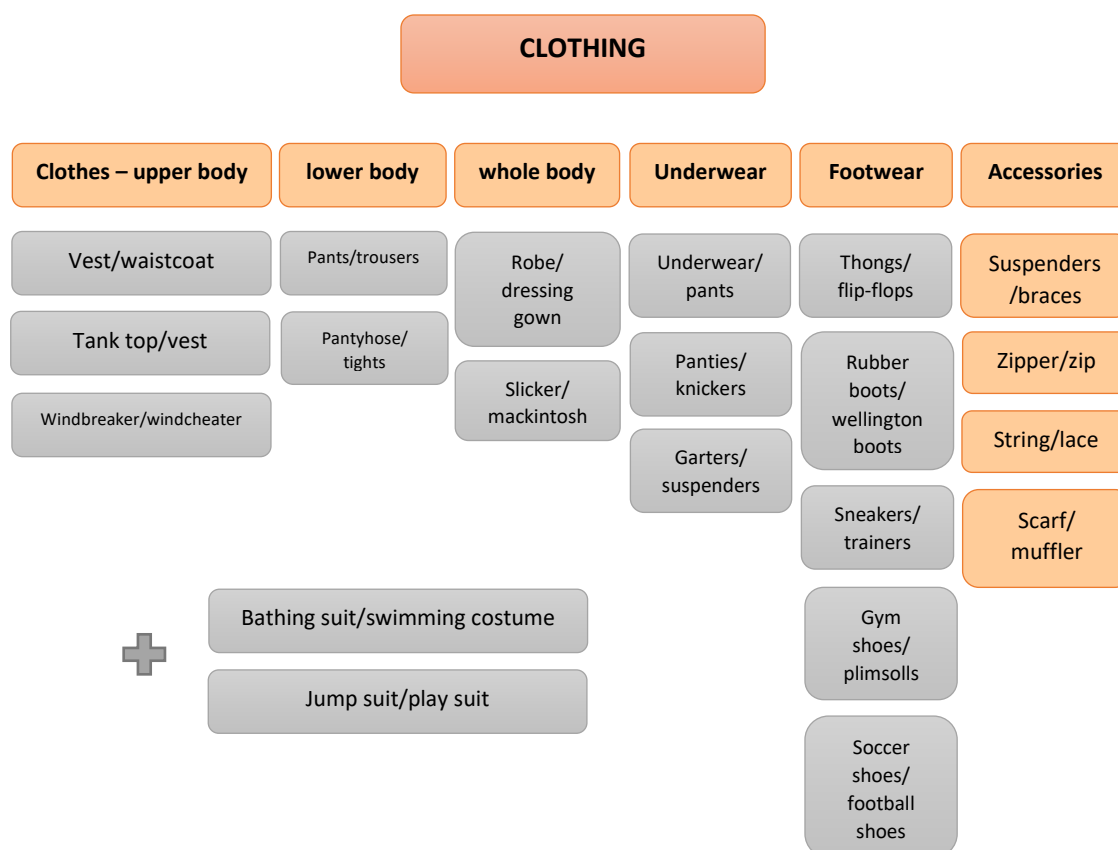 CLOTHING
Clothes – upper body
lower body
whole body
Underwear
Footwear
Accessories
Vest/waistcoat
Tank top/vest
Windbreaker/windcheater
Pants/trousers
Pantyhose/
tights
Robe/
dressing
gown
Slicker/
mackintosh
Underwear/
pants
Panties/
knickers
Garters/
suspenders
Thongs/
flip-flops
Rubber
boots/
wellington
boots
Sneakers/
trainers
Gym
shoes/
plimsolls
Soccer
shoes/
football
shoes
Suspenders
/braces
Zipper/zip
String/lace
Scarf/
muffler
Bathing suit/swimming costume
Jump suit/play suit